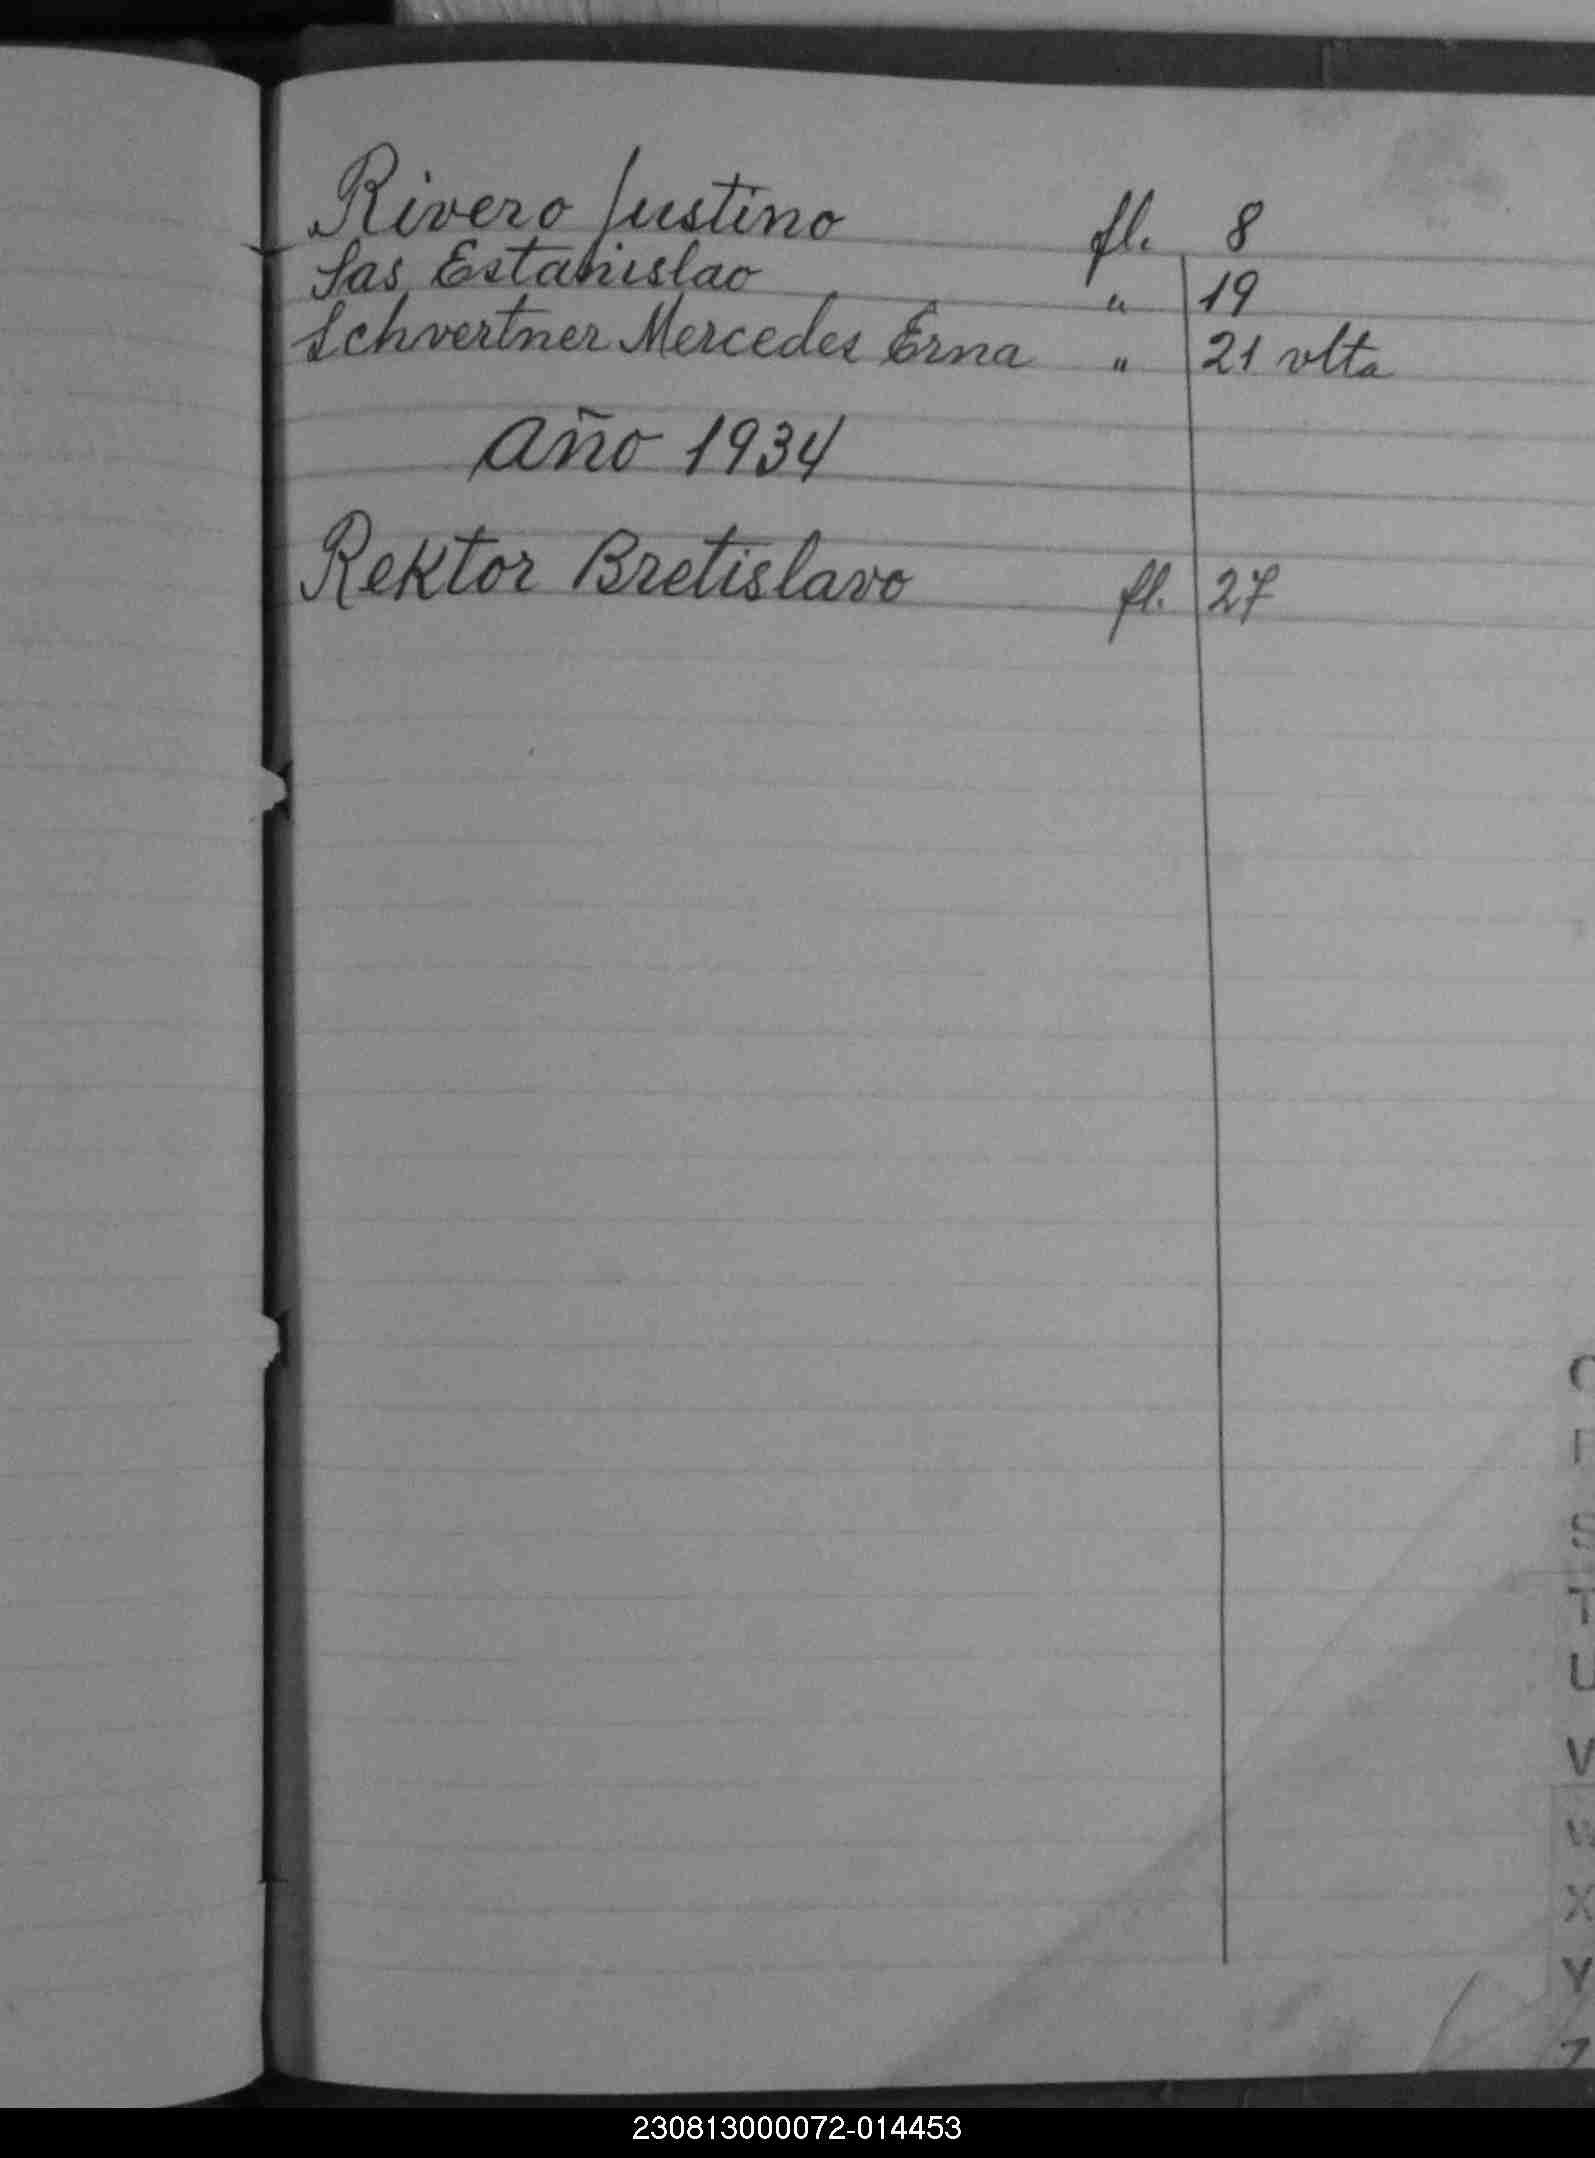 Rivero Justino fl. 8
Sas Estanislao " 19
Schvertner Mercedes Erna " 21 vlta
Año 1934
Rektor Bretislavo fl. 27
R
S
T
U
V
W
X
Y
Z
230813000072-014453